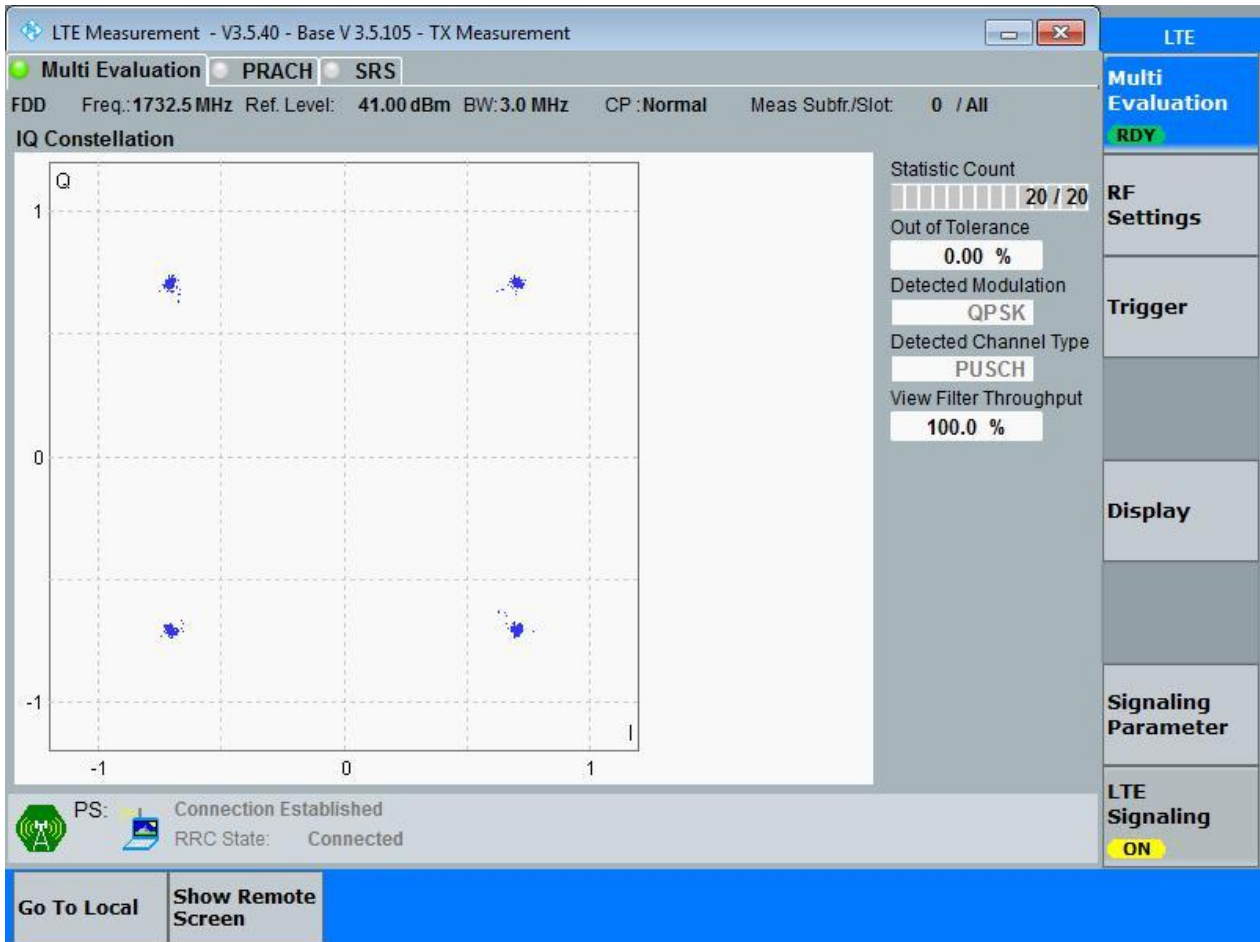 LTE Measurement - V3.5.40 - Base V 3.5.105 - TX Measurement
LTE
Multi Evaluation PRACH SRS
FDD Freq.:1732.5 MHz Ref. Level: 41.00 dBm BW:3.0 MHz CP :Normal Meas Subfr./Slot: 0 / All
IQ Constellation
Q
1
0
-1
I
-1 0 1
Statistic Count
20 / 20
Out of Tolerance
0.00 %
Detected Modulation
QPSK
Detected Channel Type
PUSCH
View Filter Throughput
100.0 %
Multi
Evaluation
RDY
RF
Settings
Trigger
Display
Signaling
Parameter
LTE
Signaling
ON
PS: Connection Established
RRC State: Connected
Go To Local
Show Remote
Screen